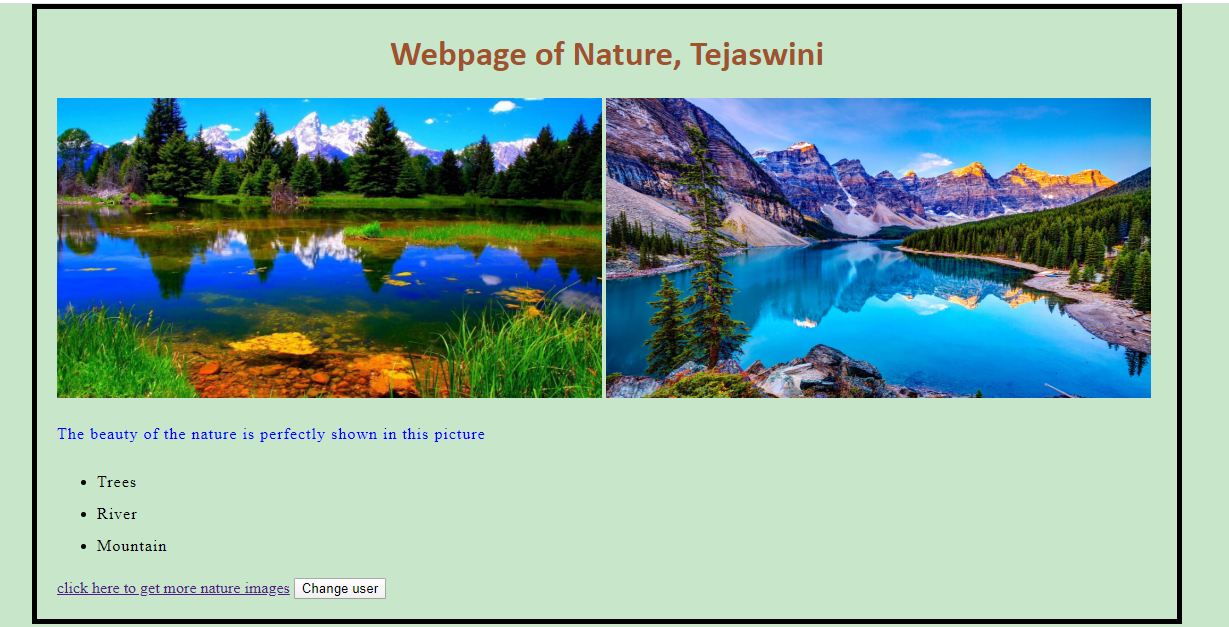 Webpage of Nature, Tejaswini
The beauty of the nature is perfectly shown in this picture
Trees
River
Mountain
click here to get more nature images Change user